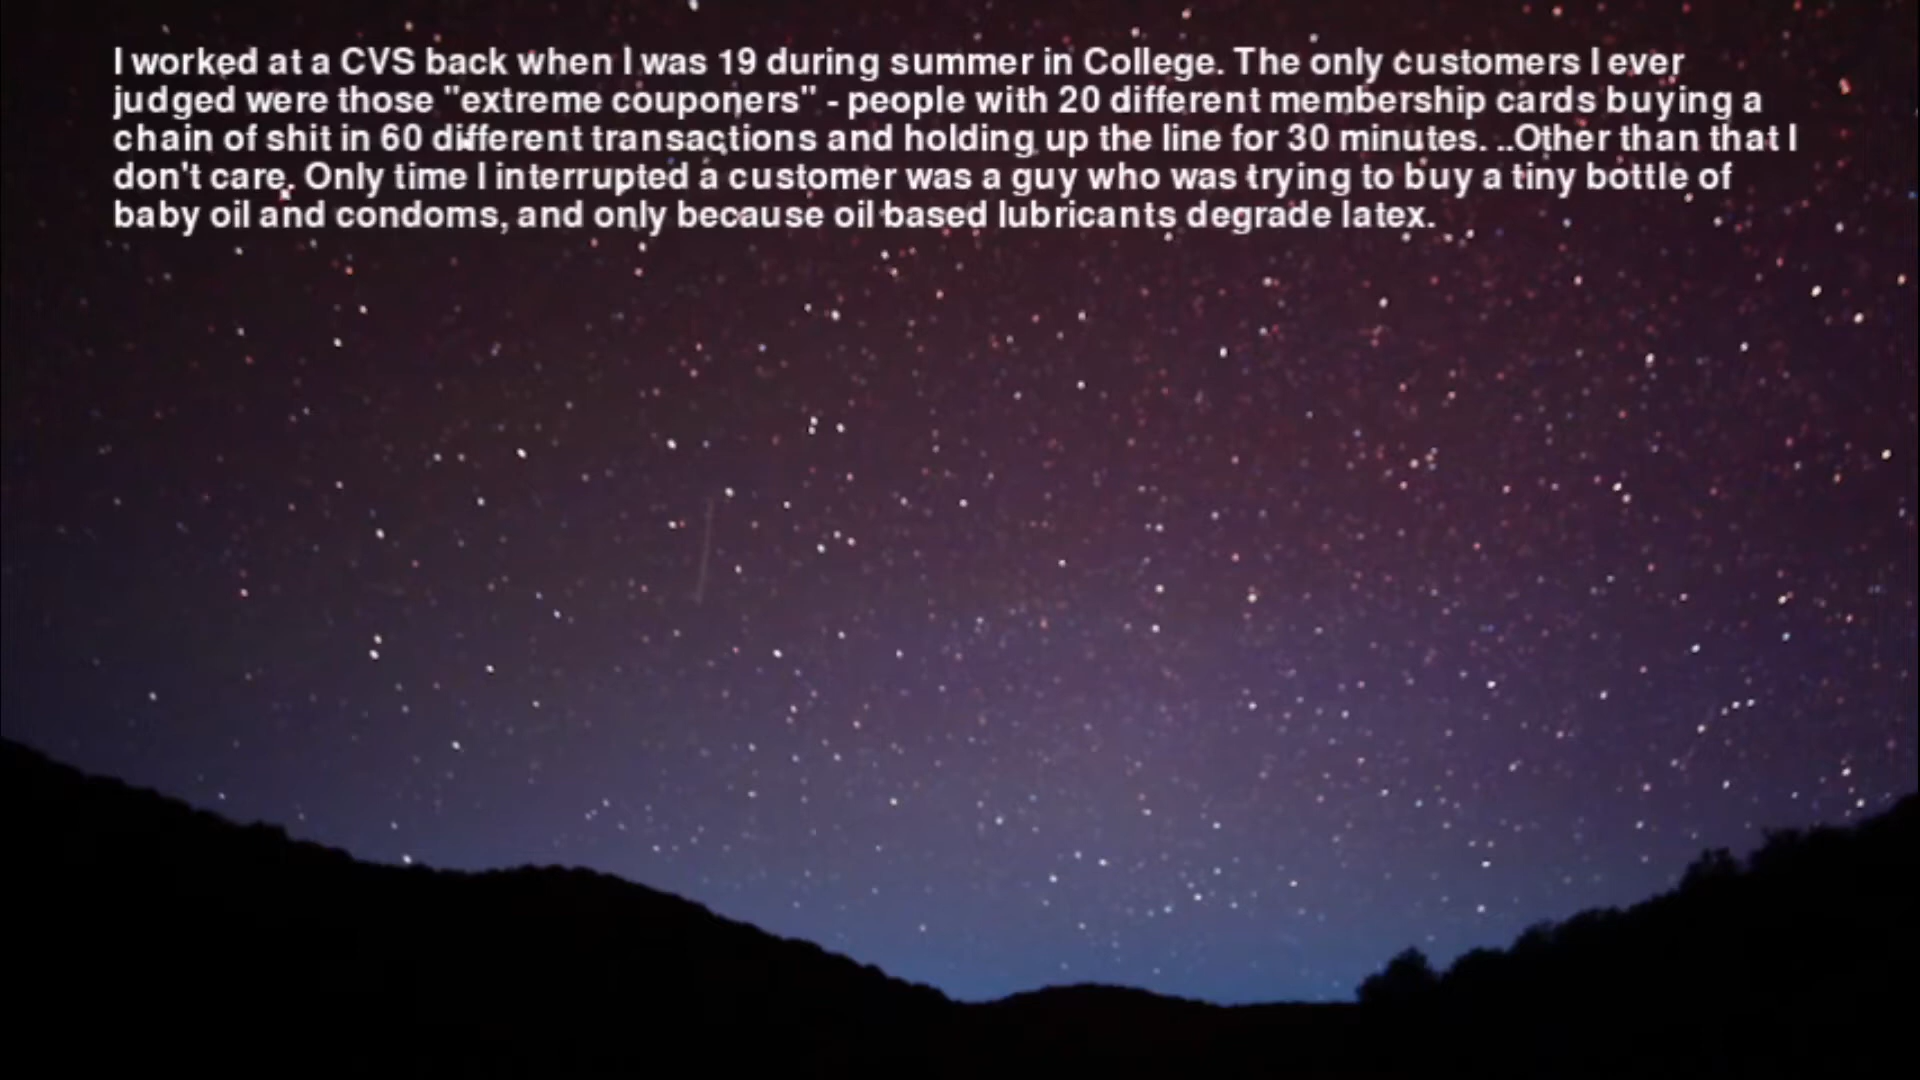 I worked at a CVS back when I was 19 during summer in College. The only customers I ever
judged were those "extreme couponers" - people with 20 different membership cards buying a
chain of shit in 60 different transactions and holding up the line for 30 minutes. ..Other than that I
don't care. Only time I interrupted a customer was a guy who was trying to buy a tiny bottle of
baby oil and condoms, and only because oil based lubricants degrade latex.